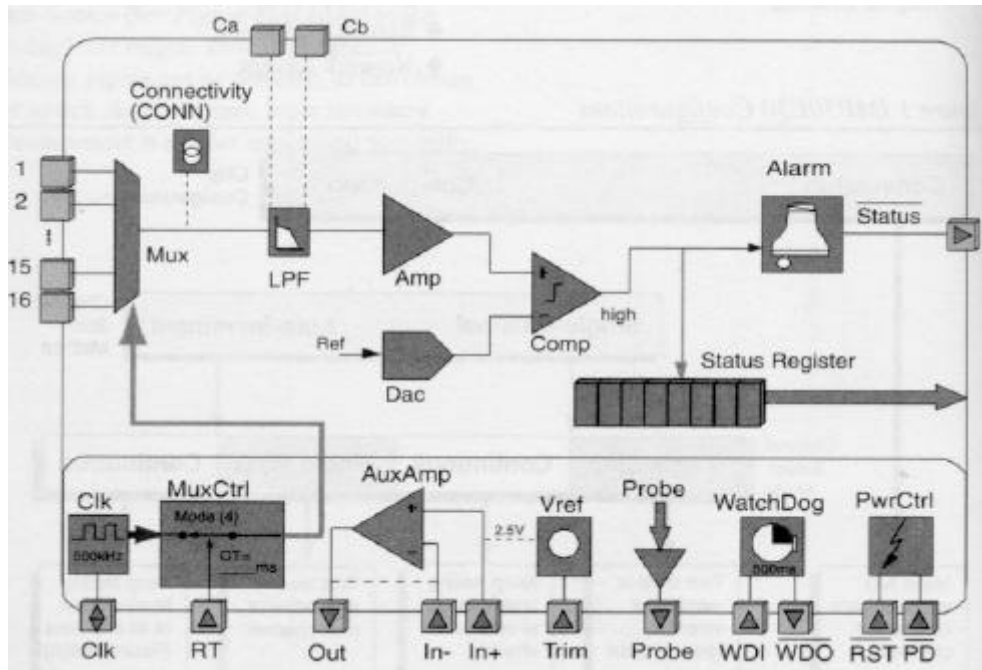 Ca
Cb
Connectivity
(CONN)
1
2
15
16
Mux
LPF
Amp
Alarm
Status
Ref
Dac
Comp
high
Status Register
Clk
500kHz
MuxCtrl
Mode (4)
CT=
ms
AuxAmp
2.5V
Vref
Probe
WatchDog
500ms
PwrCtrl
Clk
RT
Out
In-
In+
Trim
Probe
WDI
WDO
RST
PD